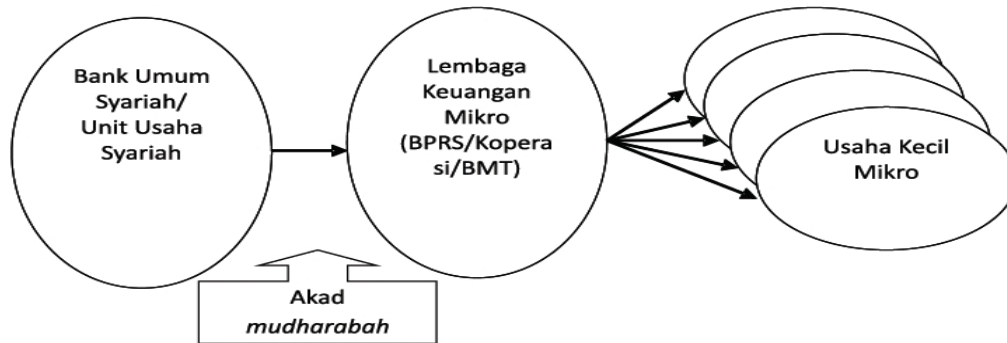 Bank Umum
Syariah/
Unit Usaha
Syariah
Lembaga
Keuangan
Mikro
(BPRS/Kopera
si/BMT)
Usaha Kecil
Mikro
Akad
mudharabah